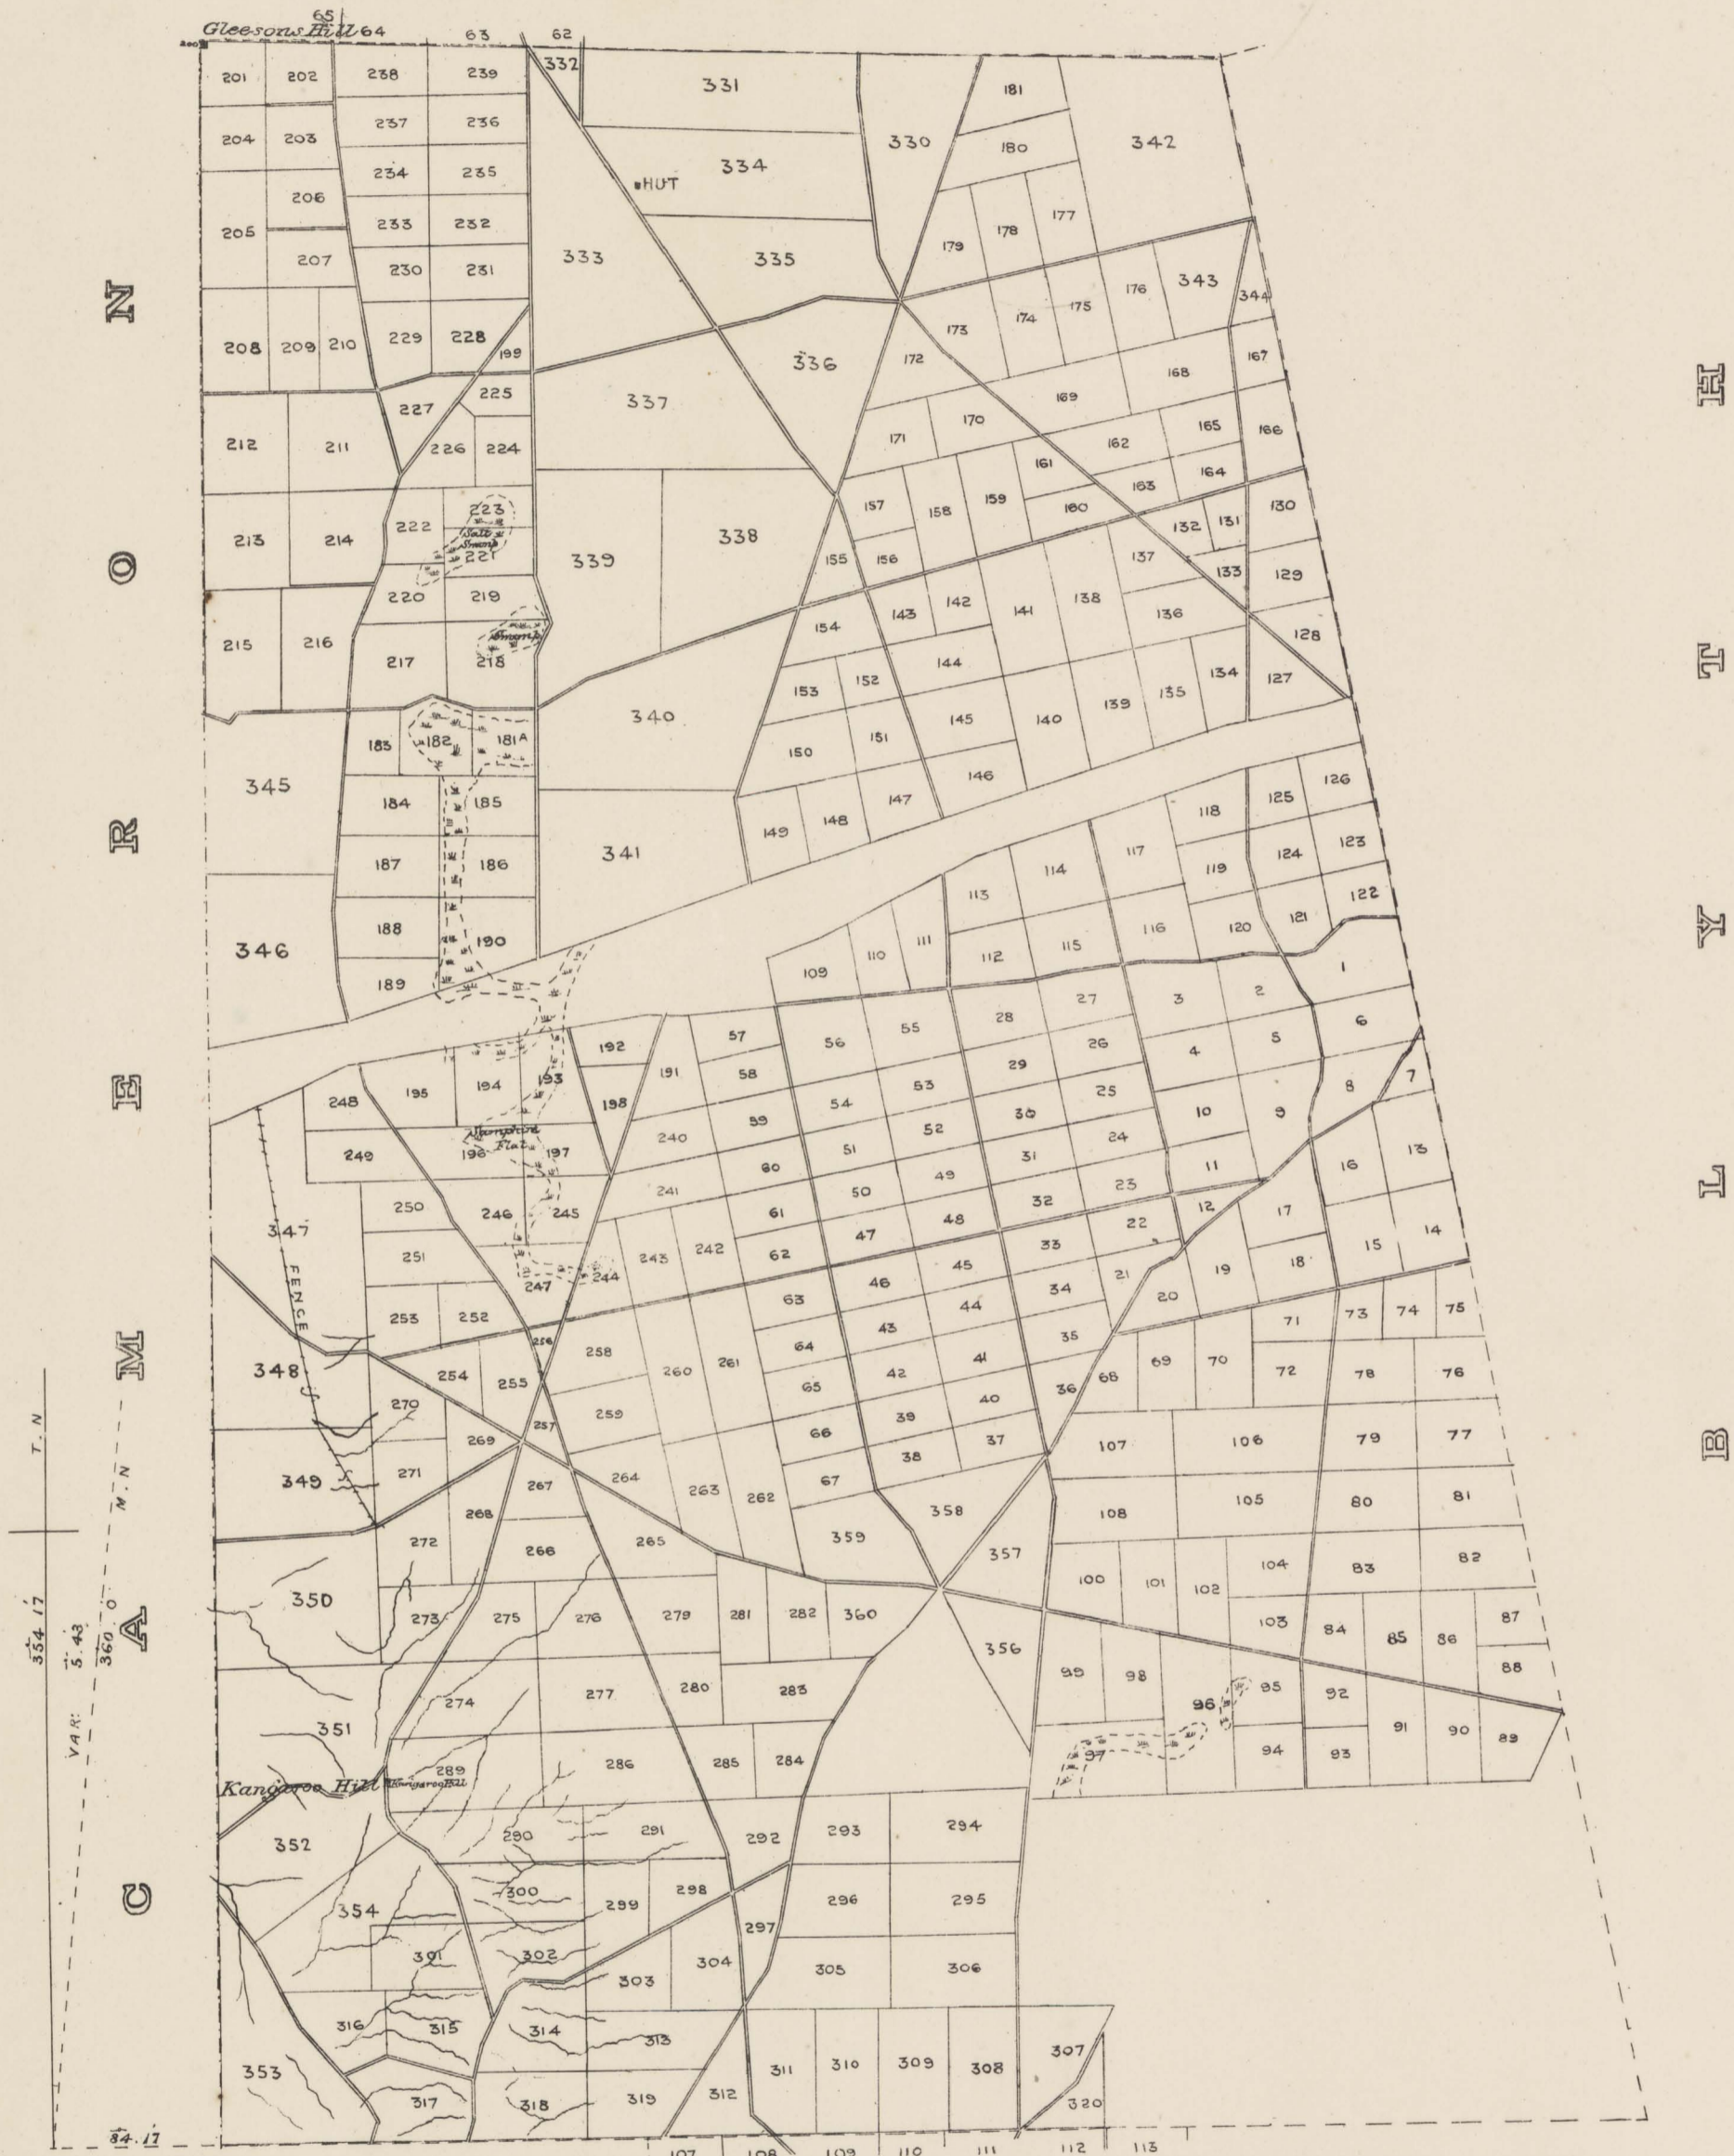 65
Gleesons Hill 64 63 62
200
201 202 238 239 332 331 330 181 342
204 203 237 236 334 180
HUT
234 235
206 205 233 232 179 178 177
207 230 231 333 335
176 343 344
208 209 210 229 228 199 336 172 173 174 175 167
168
227 225 337 171 170 169
212 211 226 224 162 165 166
161 164
163
213 214 222 223 339 338 157 158 159 160 132 131 130
Salt
Swamp
221
155 156 137 133 129
220 219 154 143 142 141 138 136 128
215 216 217 218
Swamp
153 152 144 139 135 134 127
183 182 181A 340 150 151 145 140
345 184 185 149 148 147 146 118 125 126
187 186 341 114 117 119 124 123
346 188 190 113 116 120 121 122
189 109 110 111 112 115
1
27 3 2
192 57 56 55 28 26 4 5 6
248 195 194 193 198 191 58 54 53 29 25 10 9 8 7
Samphire
Flat
249 196 197 240 59 51 52 30 24 11 16 13
60 50 49 31 23
347 250 246 245 241 61 47 48 32 22 12 17 14
251 243 242 62 33 15
FENCE
247 244 46 45 34 21 19 18
253 252 63 44 20 73 74 75
256 258 64 43 35 71
348 254 255 260 261 42 41 68 69 70 72 78 76
65 40 36
270 259 39
269 257 66 38 37 107 106 79 77
349 271 267 264 263 262 67
268 358 108 105 80 81
272 266 265 359 357 104 83 82
350 100 101 102
273 275 276 279 281 282 360 103 84 85 86 87
356 99 98 88
274 277 280 283 96 95 92
351 91 90 89
289 286 285 284 97 94 93
Kangaroo Hill Kangaroo Hill
352 290 291 292 293 294
354 300 299 298 296 295
301 302 297
303 304 305 306
316 315 314 313 307
353 311 310 309 308
317 318 319 312 320
107 108 109 110 111 112 113
84.17
T. N
354 17
VAR: 5.43
M. N
360 . 0
CAMERON
BLYTH